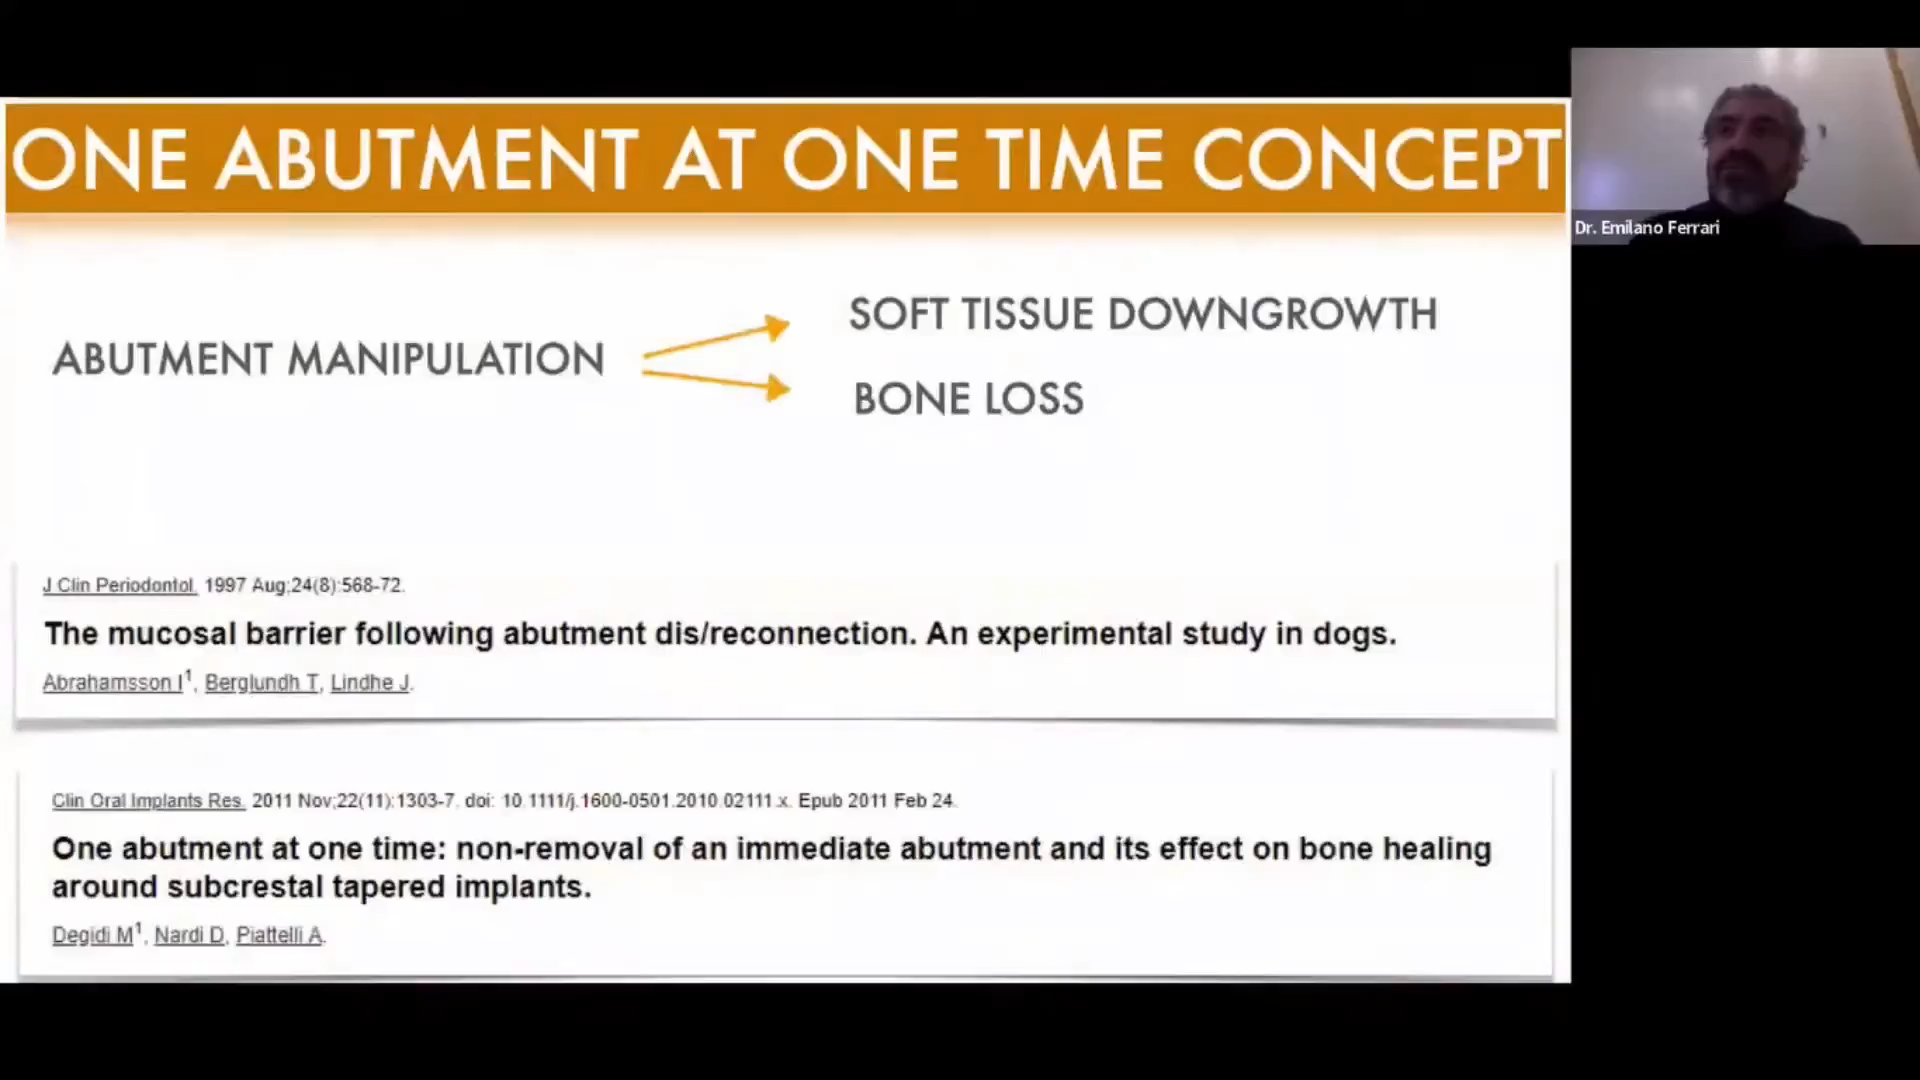 ONE ABUTMENT AT ONE TIME CONCEPT
Dr. Emilano Ferrari
ABUTMENT MANIPULATION
SOFT TISSUE DOWNGROWTH
BONE LOSS
J Clin Periodontol. 1997 Aug;24(8):568-72.
The mucosal barrier following abutment dis/reconnection. An experimental study in dogs.
Abrahamsson I1, Berglundh T, Lindhe J.
Clin Oral Implants Res. 2011 Nov;22(11):1303-7. doi: 10.1111/j.1600-0501.2010.02111.x. Epub 2011 Feb 24.
One abutment at one time: non-removal of an immediate abutment and its effect on bone healing
around subcrestal tapered implants.
Degidi M1, Nardi D, Piattelli A.